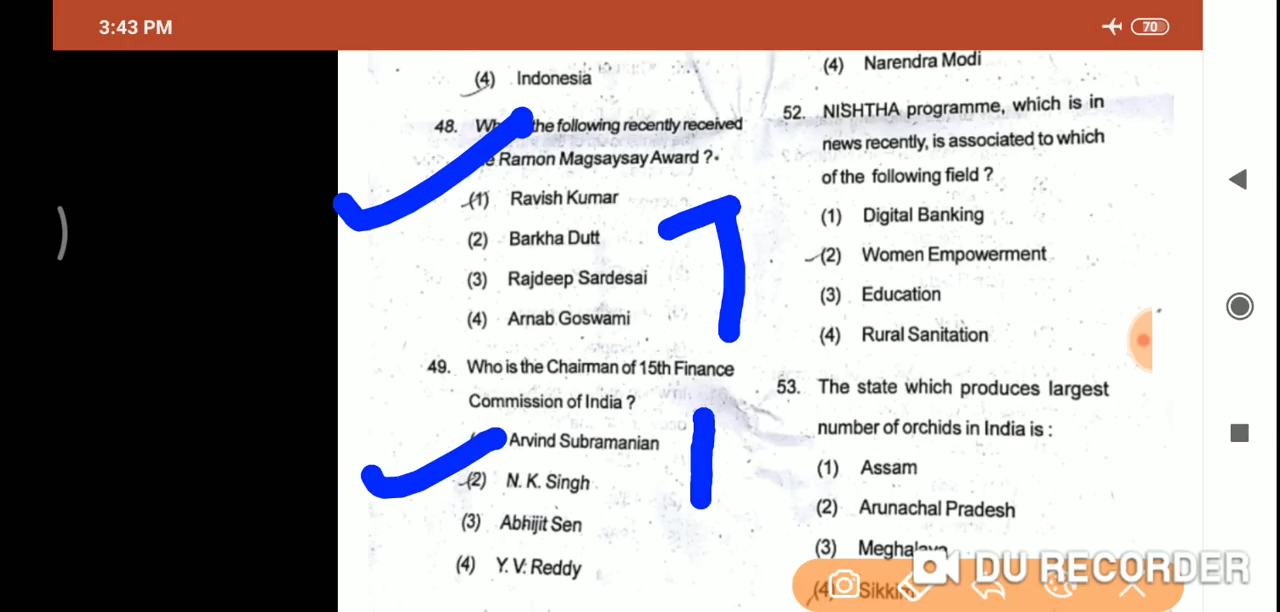 3:43 PM
70
(4) Indonesia
48. the following recently received
Ramon Magsaysay Award ?
(1) Ravish Kumar
(2) Barkha Dutt
(3) Rajdeep Sardesai
(4) Arnab Goswami
49. Who is the Chairman of 15th Finance
Commission of India ?
Arvind Subramanian
(2) N. K. Singh
(3) Abhijit Sen
(4) Y. V. Reddy
(4) Narendra Modi
52. NISHTHA programme, which is in
news recently, is associated to which
of the following field ?
(1) Digital Banking
(2) Women Empowerment
(3) Education
(4) Rural Sanitation
53. The state which produces largest
number of orchids in India is :
(1) Assam
(2) Arunachal Pradesh
(3) Meghalaya
(4) Sikkim
DU RECORDER